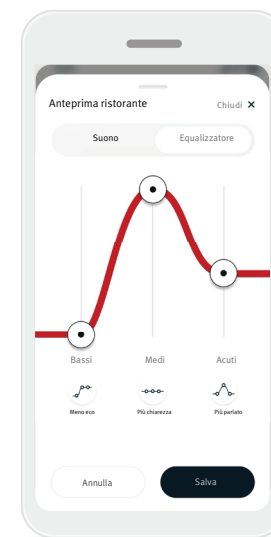 Anteprima ristorante
Chiudi ×
Suono
Equalizzatore
Bassi
Medi
Acuti
Meno eco
Più chiarezza
Più parlato
Annulla
Salva